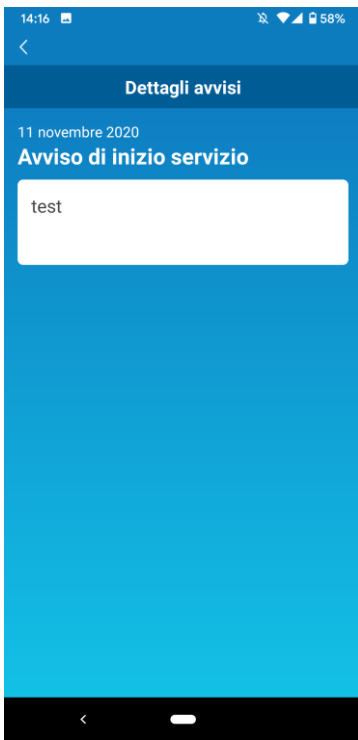 14:16
58%
Dettagli avvisi
11 novembre 2020
Avviso di inizio servizio
test